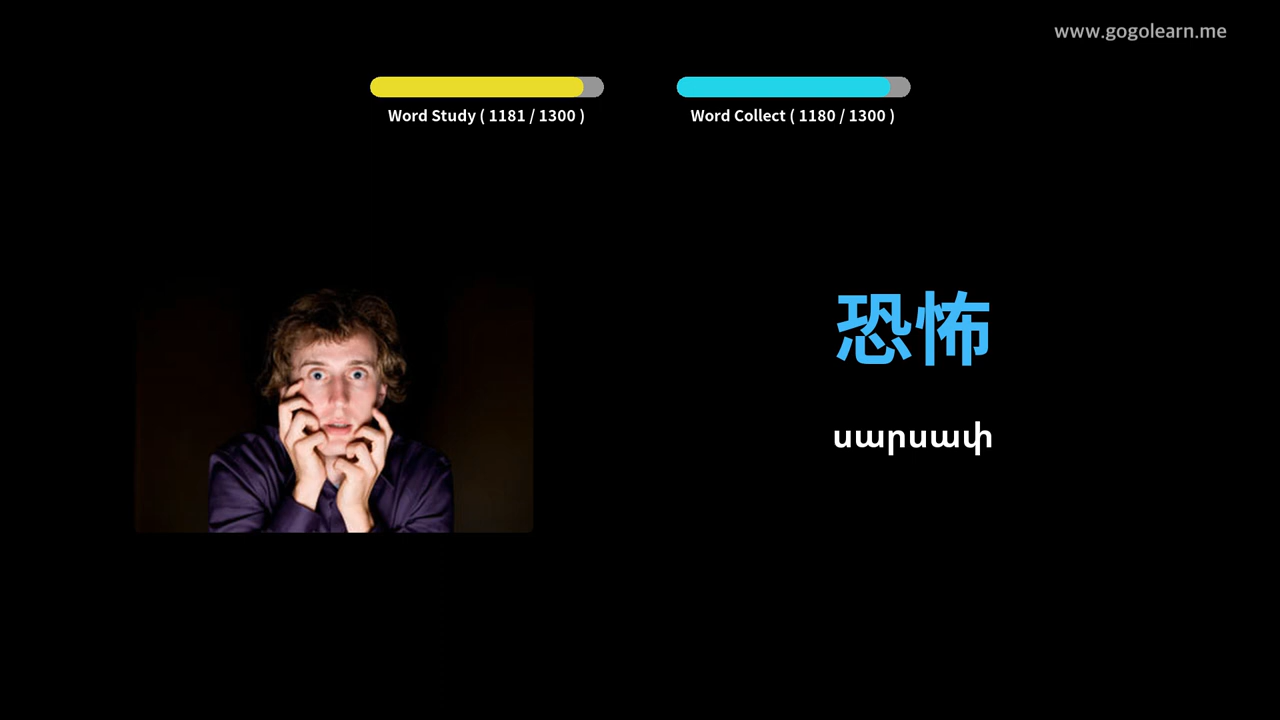 www.gogolearn.me
Word Study ( 1181 / 1300 )
Word Collect ( 1180 / 1300 )
恐怖
սարսափ